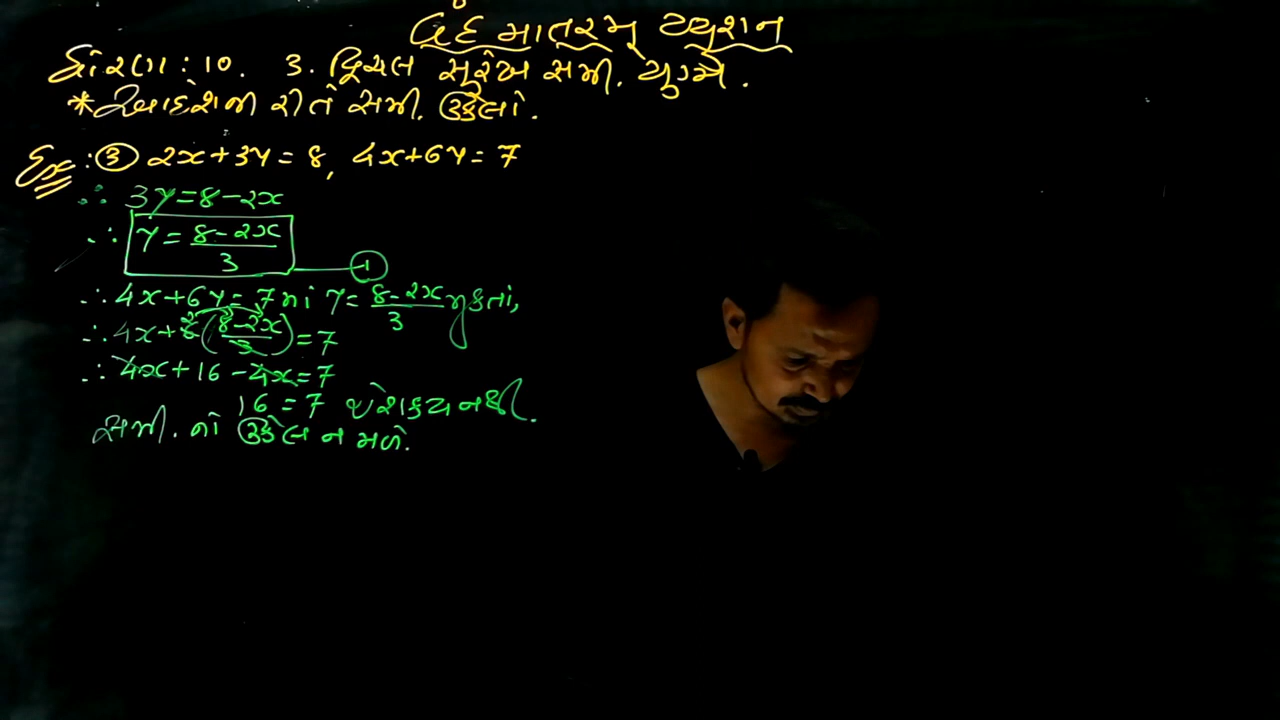 વંદે માતરમ્ ટ્યુશન
ધોરણ : 10. 3. દ્વિચલ સુરેખ સમી. યુગ્મ.
* આદેશની રીતે સમી. ઉકેલો.
Ex : ③ 2x+3y = 8, 4x+6y = 7
∴ 3y = 8-2x
∴ y = (8-2x)/3 —— ①
∴ 4x+6y = 7 માં y = (8-2x)/3 મુકતાં,
∴ 4x+6((8-2x)/3) = 7
∴ 4x+16-4x = 7
16 = 7 જે શક્ય નથી.
સમી. નો ઉકેલ ન મળે.